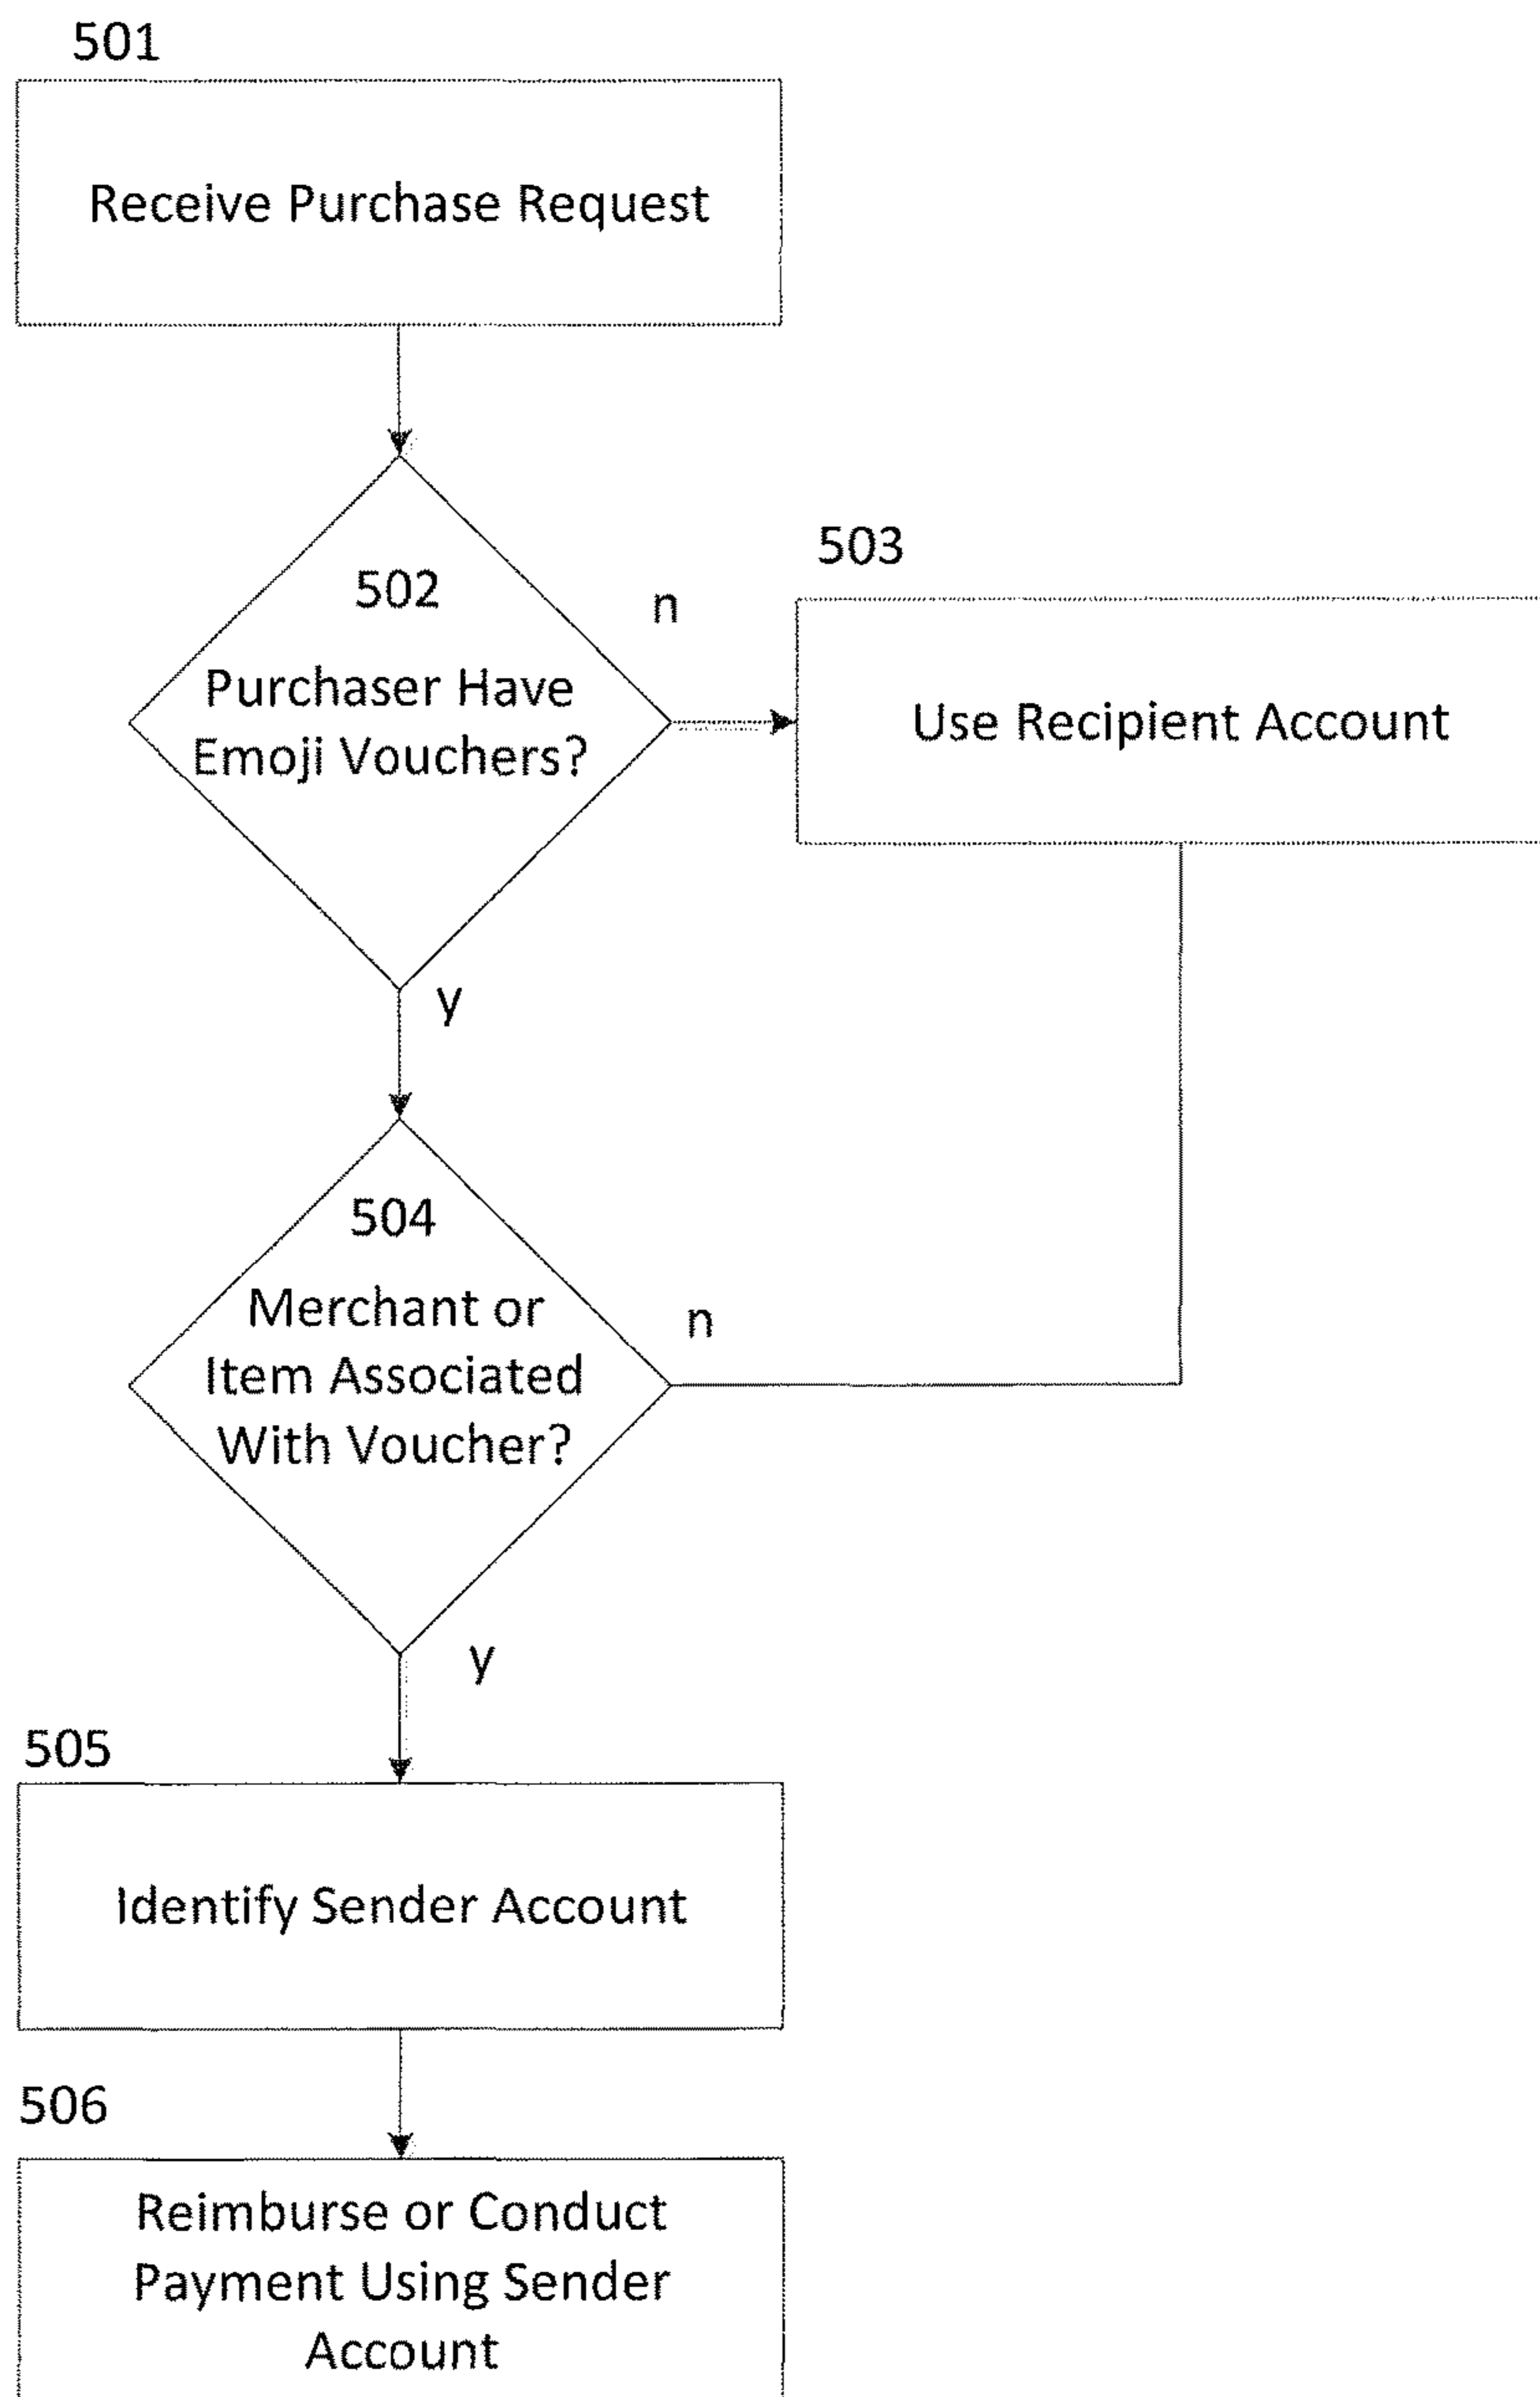 501
Receive Purchase Request
502
Purchaser Have
Emoji Vouchers?
n
503
Use Recipient Account
y
504
Merchant or
Item Associated
With Voucher?
n
y
505
Identify Sender Account
506
Reimburse or Conduct
Payment Using Sender
Account